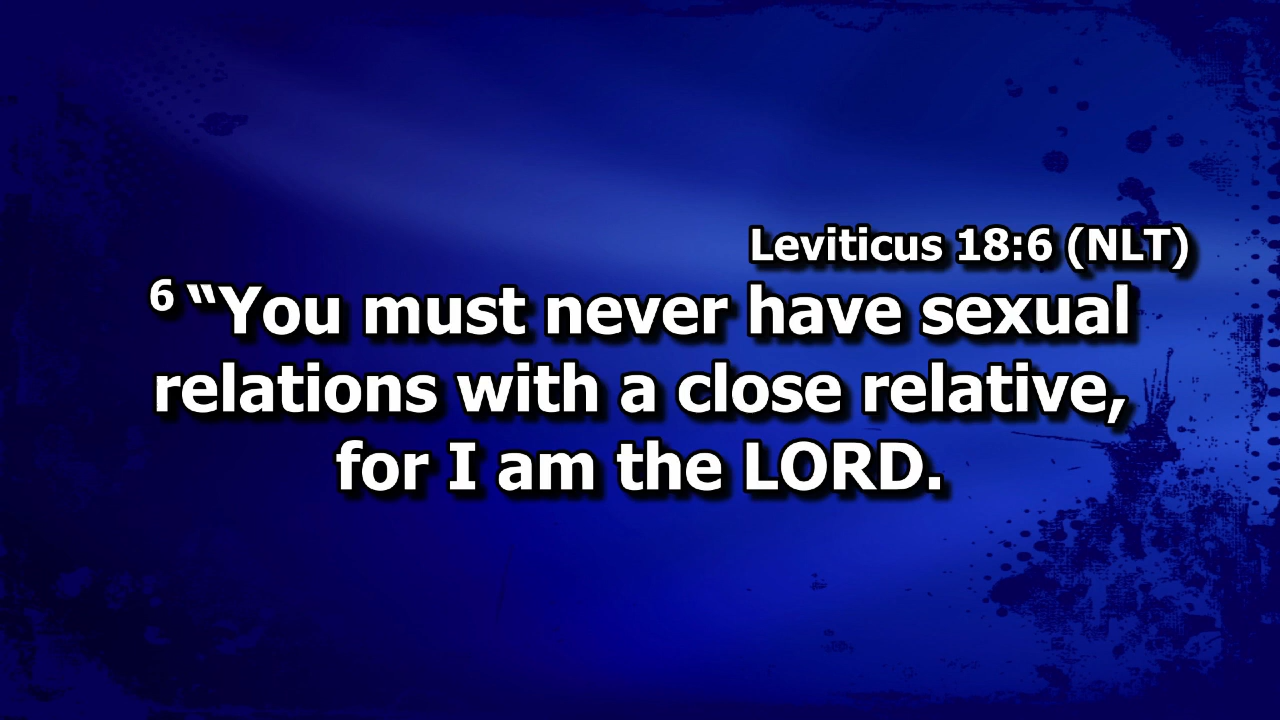 Leviticus 18:6 (NLT)
6 “You must never have sexual
relations with a close relative,
for I am the LORD.